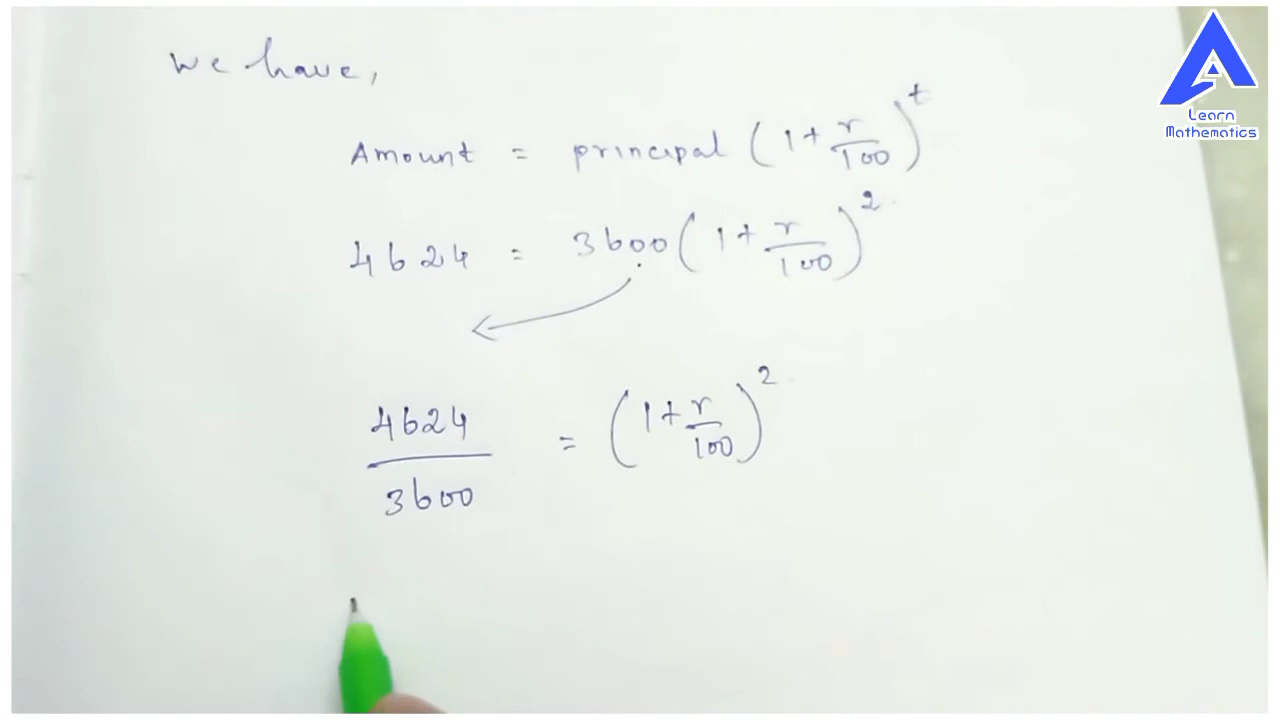 We have,
Amount = principal (1 + r/100)^t
4624 = 3600 (1 + r/100)^2
4624/3600 = (1 + r/100)^2
Learn
Mathematics